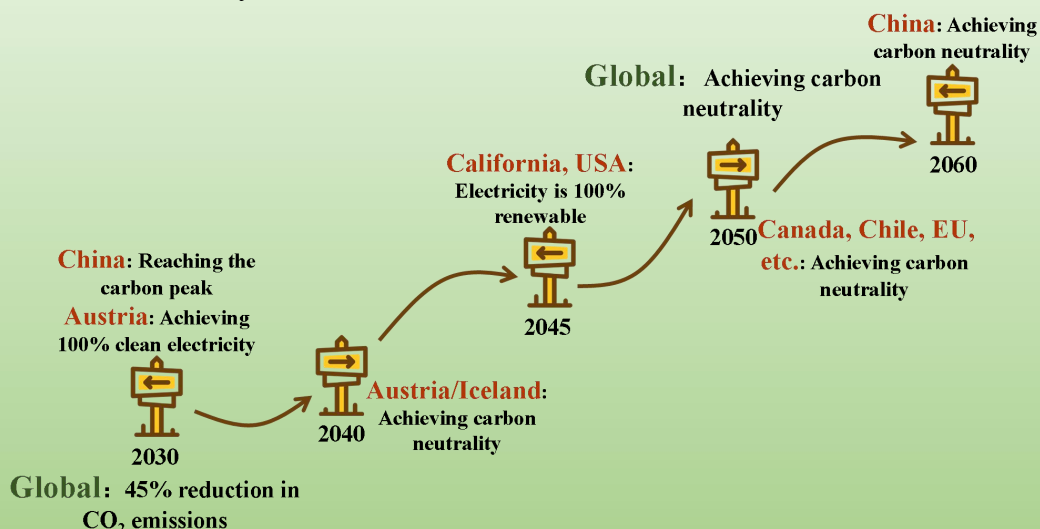 China: Reaching the
carbon peak
Austria: Achieving
100% clean electricity
2030
Global: 45% reduction in
CO₂ emissions
2040
Austria/Iceland:
Achieving carbon
neutrality
California, USA:
Electricity is 100%
renewable
2045
Global: Achieving carbon
neutrality
2050
Canada, Chile, EU,
etc.: Achieving carbon
neutrality
China: Achieving
carbon neutrality
2060